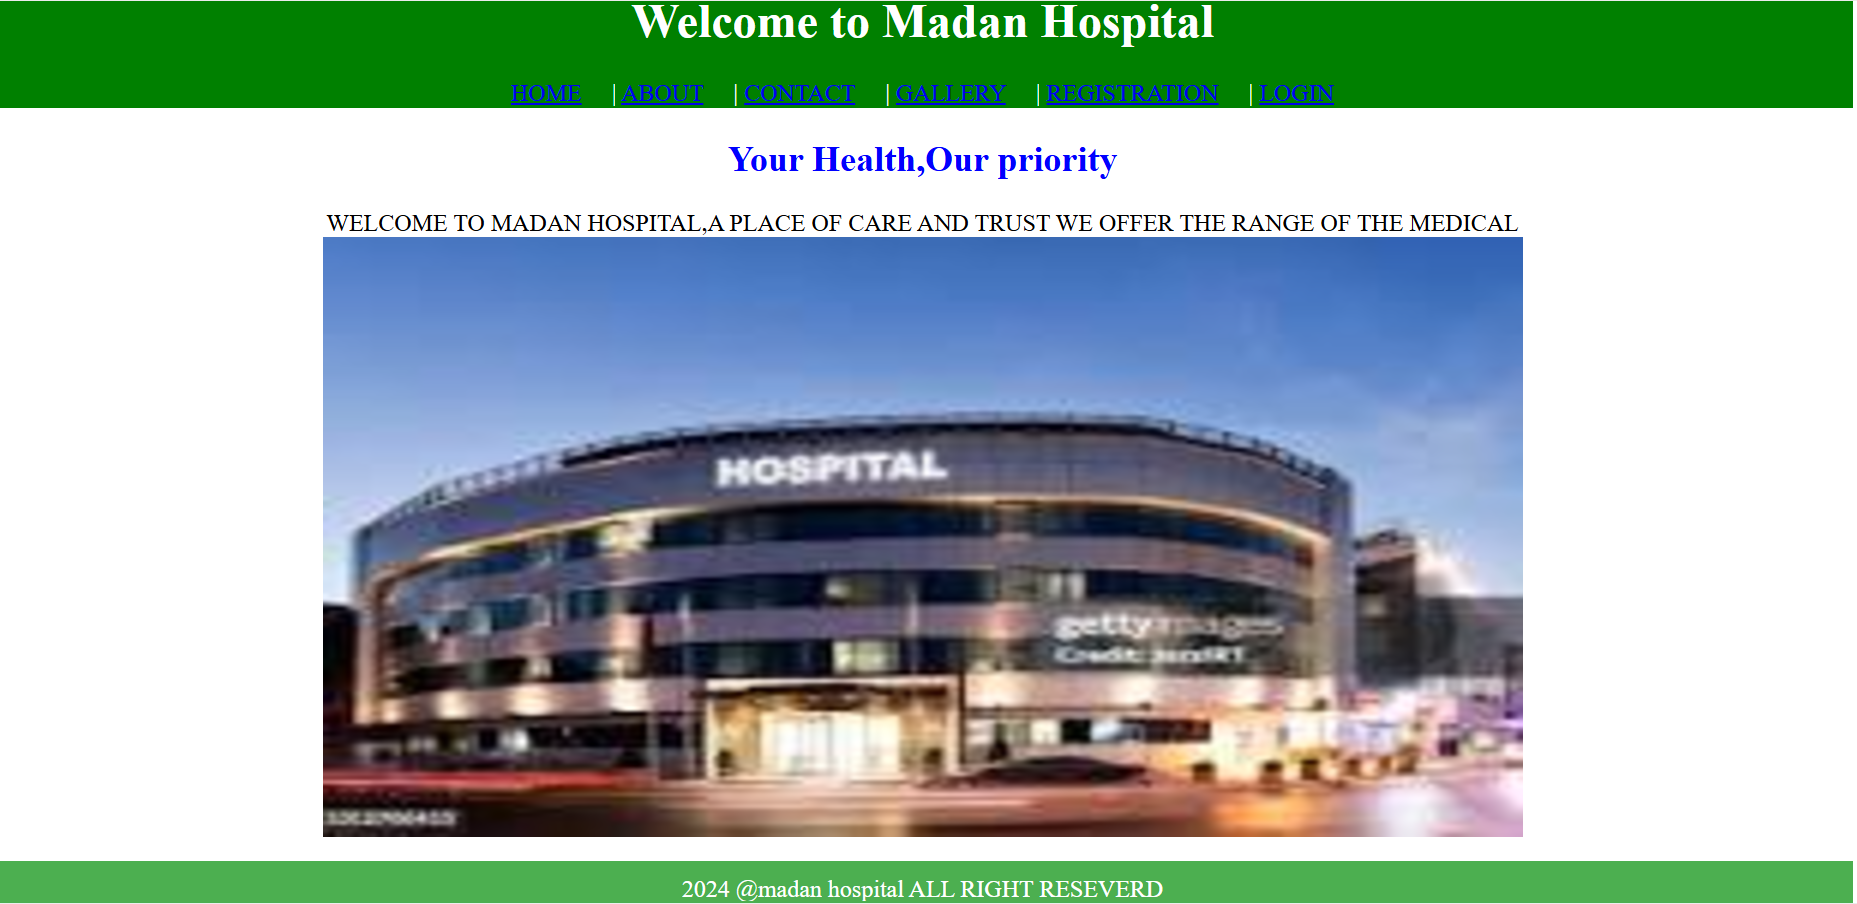 Welcome to Madan Hospital
HOME | ABOUT | CONTACT | GALLERY | REGISTRATION | LOGIN
Your Health,Our priority
WELCOME TO MADAN HOSPITAL,A PLACE OF CARE AND TRUST WE OFFER THE RANGE OF THE MEDICAL
HOSPITAL
gettyimages
Credit:
2024 @madan hospital ALL RIGHT RESEVERD